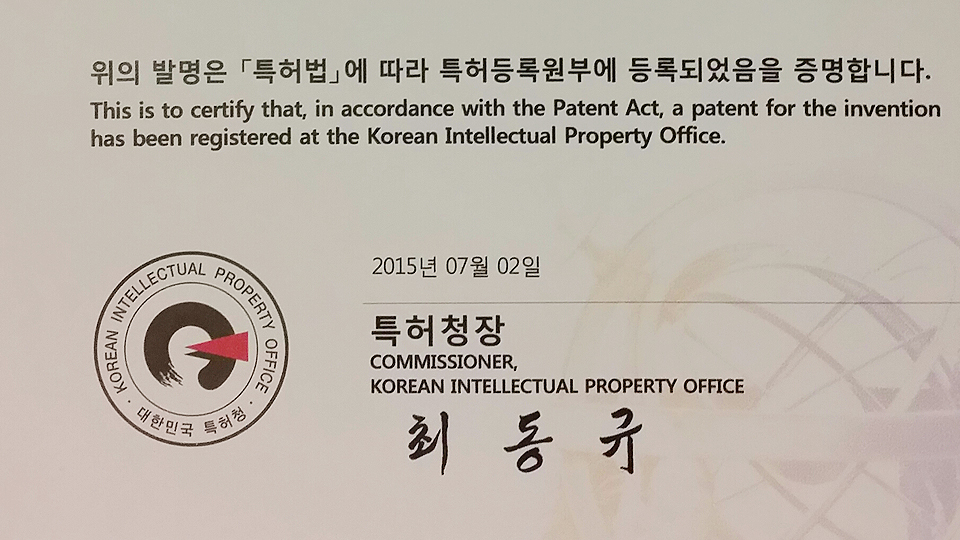 위의 발명은 「특허법」에 따라 특허등록원부에 등록되었음을 증명합니다.
This is to certify that, in accordance with the Patent Act, a patent for the invention
has been registered at the Korean Intellectual Property Office.
2015년 07월 02일
특허청장
COMMISSIONER,
KOREAN INTELLECTUAL PROPERTY OFFICE
최동규
KOREAN INTELLECTUAL PROPERTY OFFICE
· 대한민국 특허청 ·